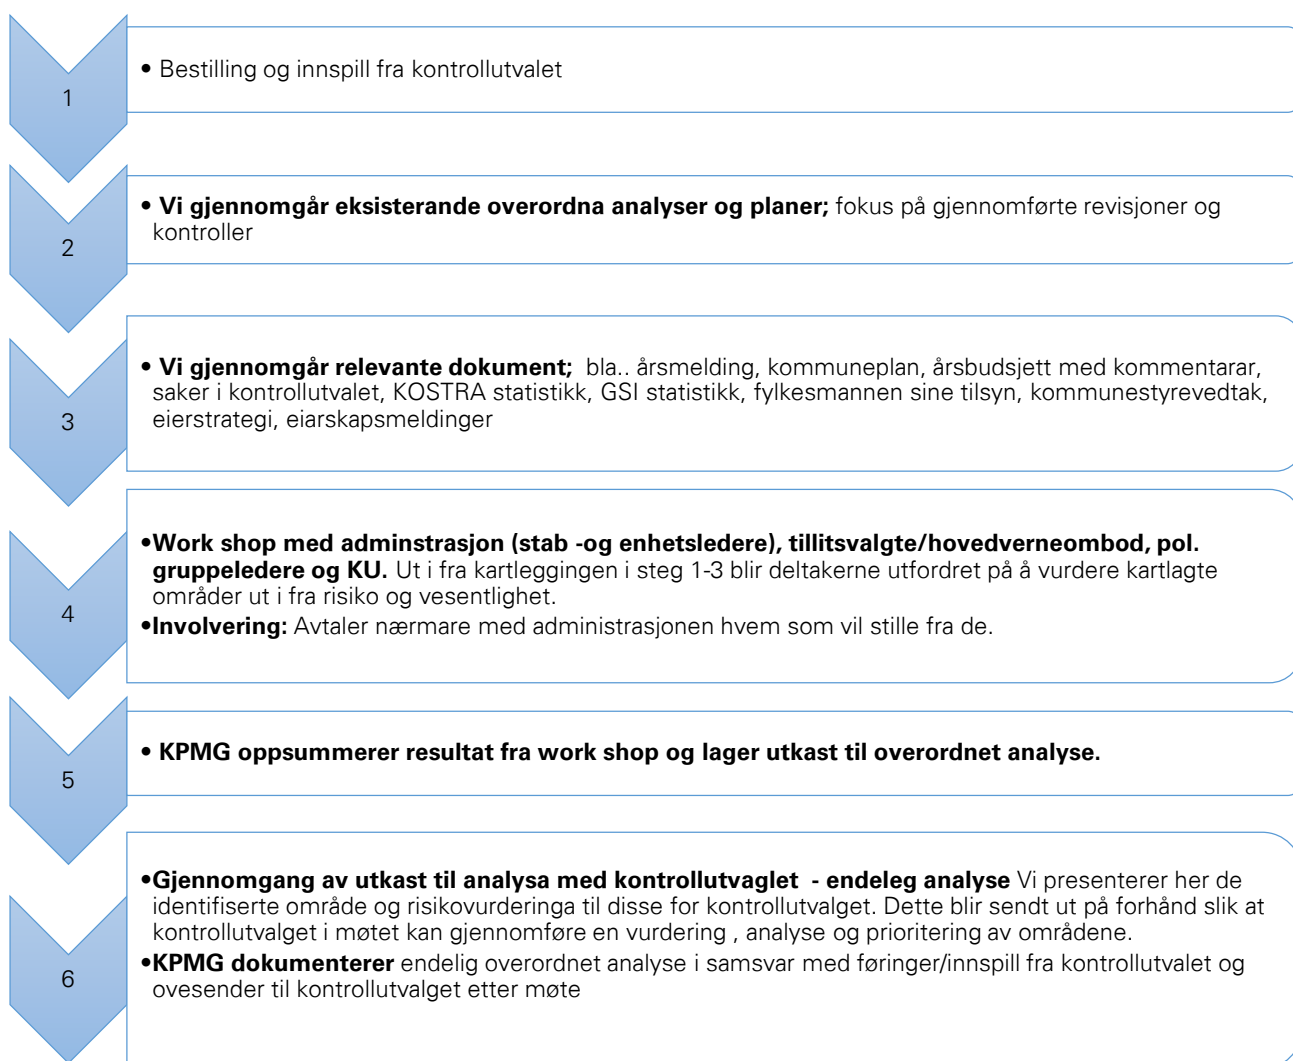 1
• Bestilling og innspill fra kontrollutvalet
2
• Vi gjennomgår eksisterande overordna analyser og planer; fokus på gjennomførte revisjoner og
kontroller
3
• Vi gjennomgår relevante dokument; bla.. årsmelding, kommuneplan, årsbudsjett med kommentarar,
saker i kontrollutvalet, KOSTRA statistikk, GSI statistikk, fylkesmannen sine tilsyn, kommunestyrevedtak,
eierstrategi, eiarskapsmeldinger
4
•Work shop med adminstrasjon (stab -og enhetsledere), tillitsvalgte/hovedverneombod, pol.
gruppeledere og KU. Ut i fra kartleggingen i steg 1-3 blir deltakerne utfordret på å vurdere kartlagte
områder ut i fra risiko og vesentlighet.
•Involvering: Avtaler nærmare med administrasjonen hvem som vil stille fra de.
5
• KPMG oppsummerer resultat fra work shop og lager utkast til overordnet analyse.
6
•Gjennomgang av utkast til analysa med kontrollutvaglet - endeleg analyse Vi presenterer her de
identifiserte område og risikovurderinga til disse for kontrollutvalget. Dette blir sendt ut på forhånd slik at
kontrollutvalget i møtet kan gjennomføre en vurdering , analyse og prioritering av områdene.
•KPMG dokumenterer endelig overordnet analyse i samsvar med føringer/innspill fra kontrollutvalet og
ovesender til kontrollutvalget etter møte